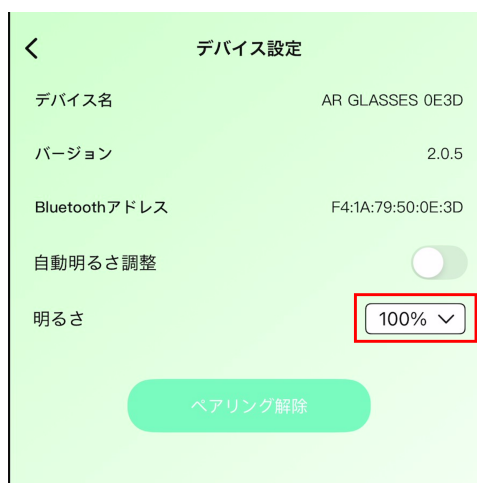 デバイス設定
デバイス名 AR GLASSES 0E3D
バージョン 2.0.5
Bluetoothアドレス F4:1A:79:50:0E:3D
自動明るさ調整
明るさ 100%
ペアリング解除